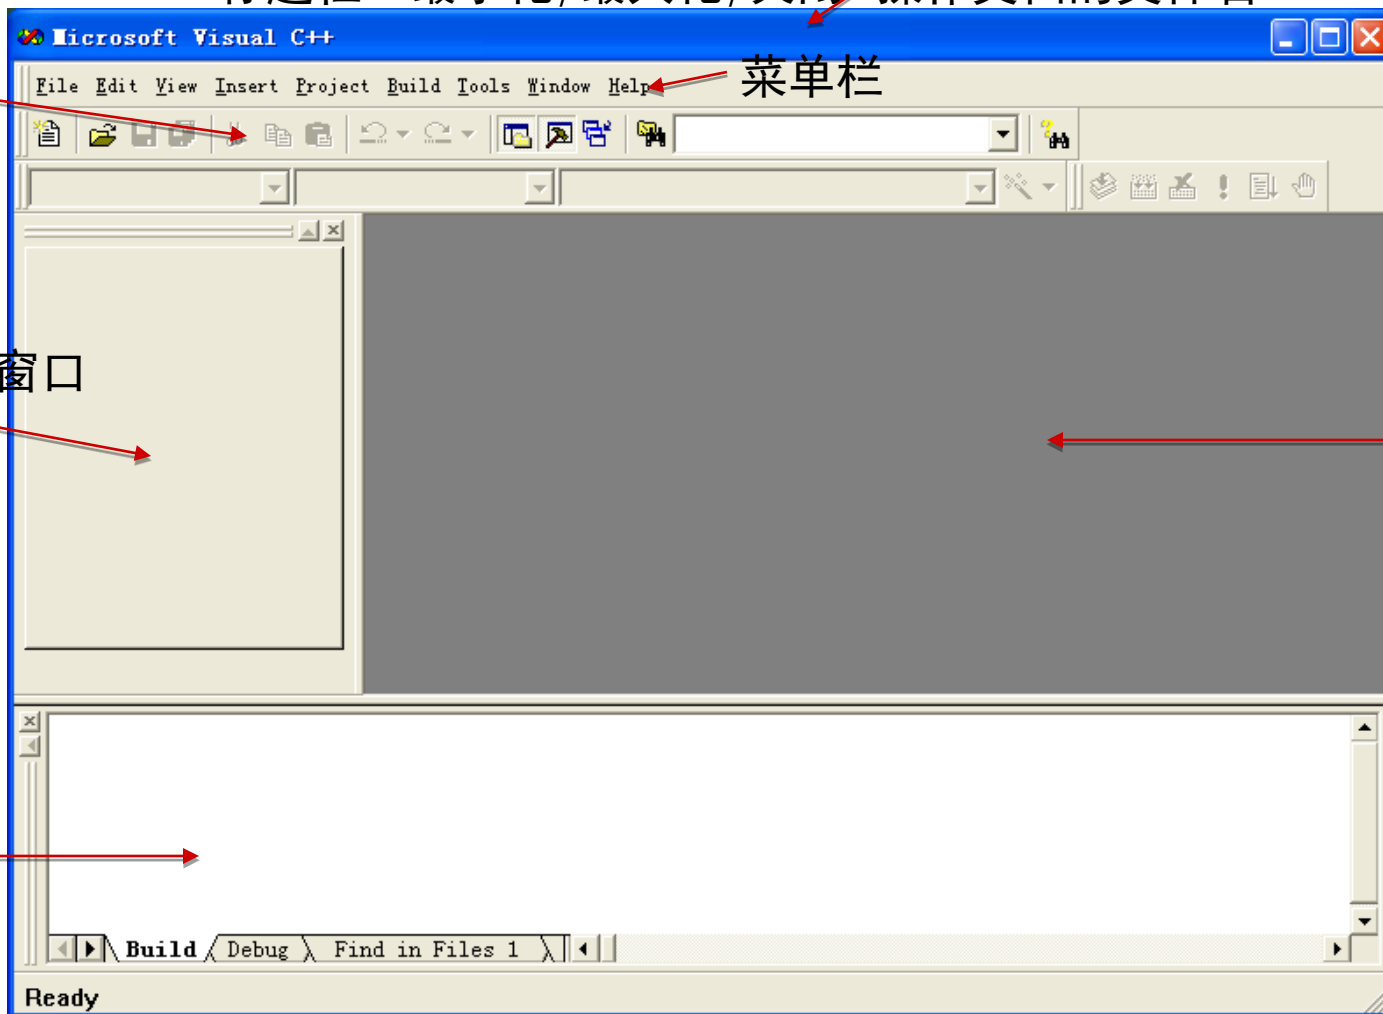 Microsoft Visual C++
File Edit View Insert Project Build Tools Window Help
菜单栏
窗口
Build Debug Find in Files 1
Ready